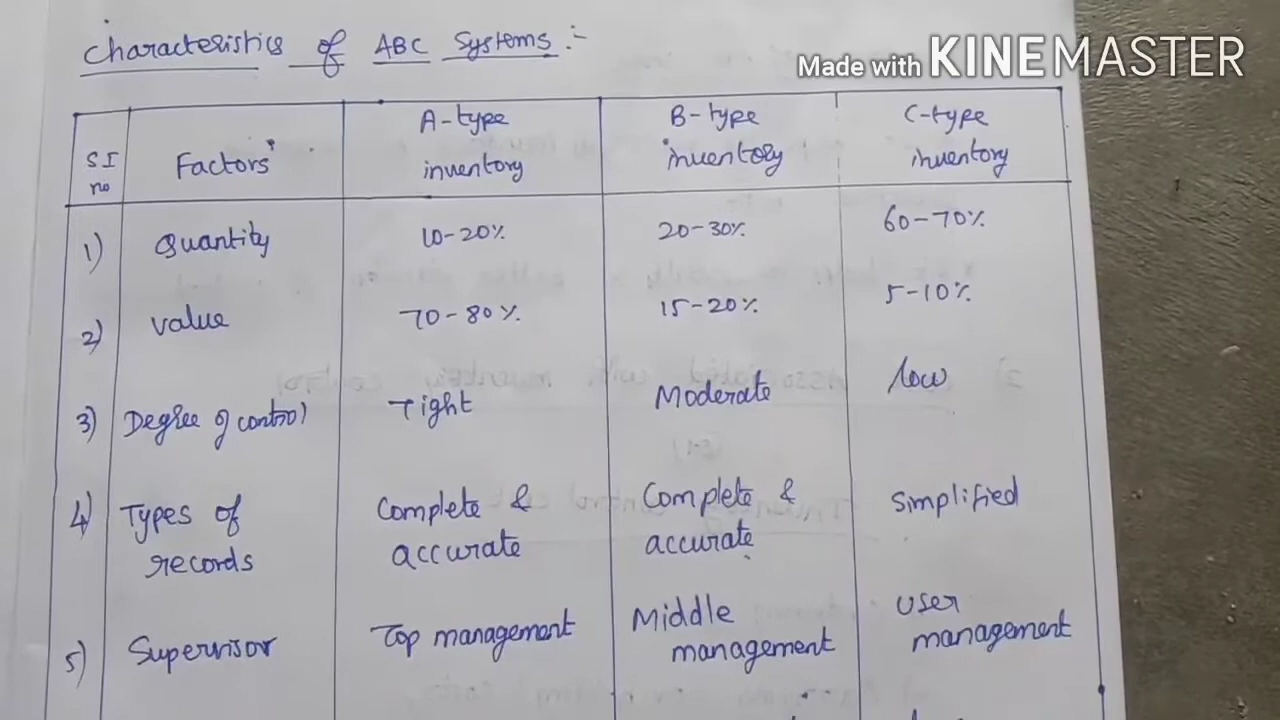 Characteristics of ABC Systems :-
Made with KINEMASTER
SI no Factors A-type inventory B-type inventory C-type inventory
1) Quantity 10-20% 20-30% 60-70%
2) Value 70-80% 15-20% 5-10%
3) Degree of control Tight Moderate low
4) Types of records Complete & accurate Complete & accurate Simplified
5) Supervisor Top management Middle management User management